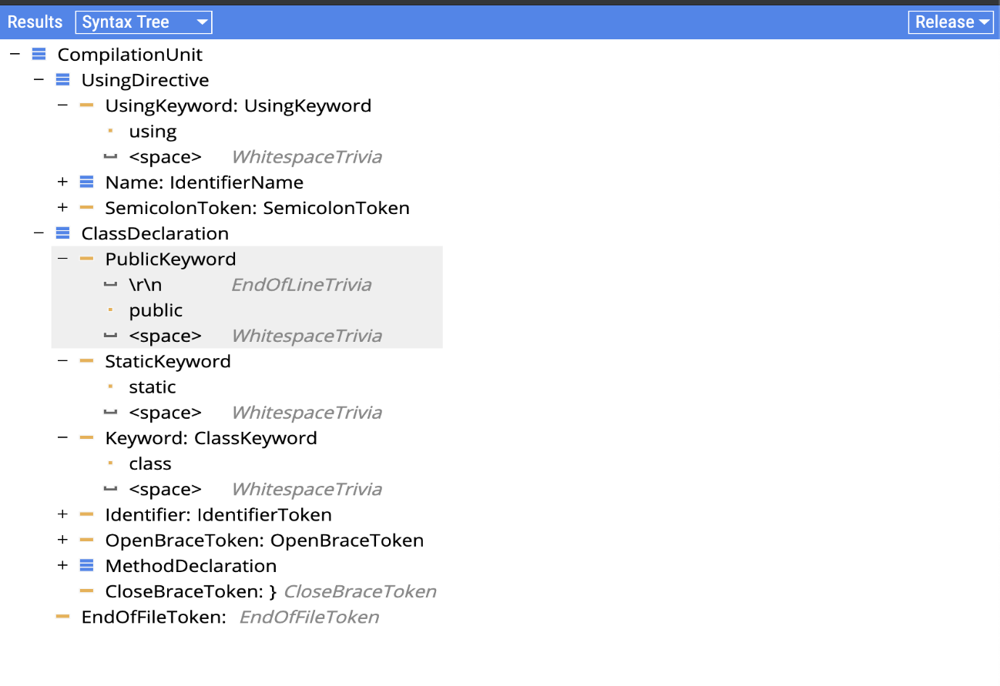 Results Syntax Tree Release
CompilationUnit
UsingDirective
UsingKeyword: UsingKeyword
using
<space> WhitespaceTrivia
Name: IdentifierName
SemicolonToken: SemicolonToken
ClassDeclaration
PublicKeyword
\r\n EndOfLineTrivia
public
<space> WhitespaceTrivia
StaticKeyword
static
<space> WhitespaceTrivia
Keyword: ClassKeyword
class
<space> WhitespaceTrivia
Identifier: IdentifierToken
OpenBraceToken: OpenBraceToken
MethodDeclaration
CloseBraceToken: } CloseBraceToken
EndOfFileToken: EndOfFileToken